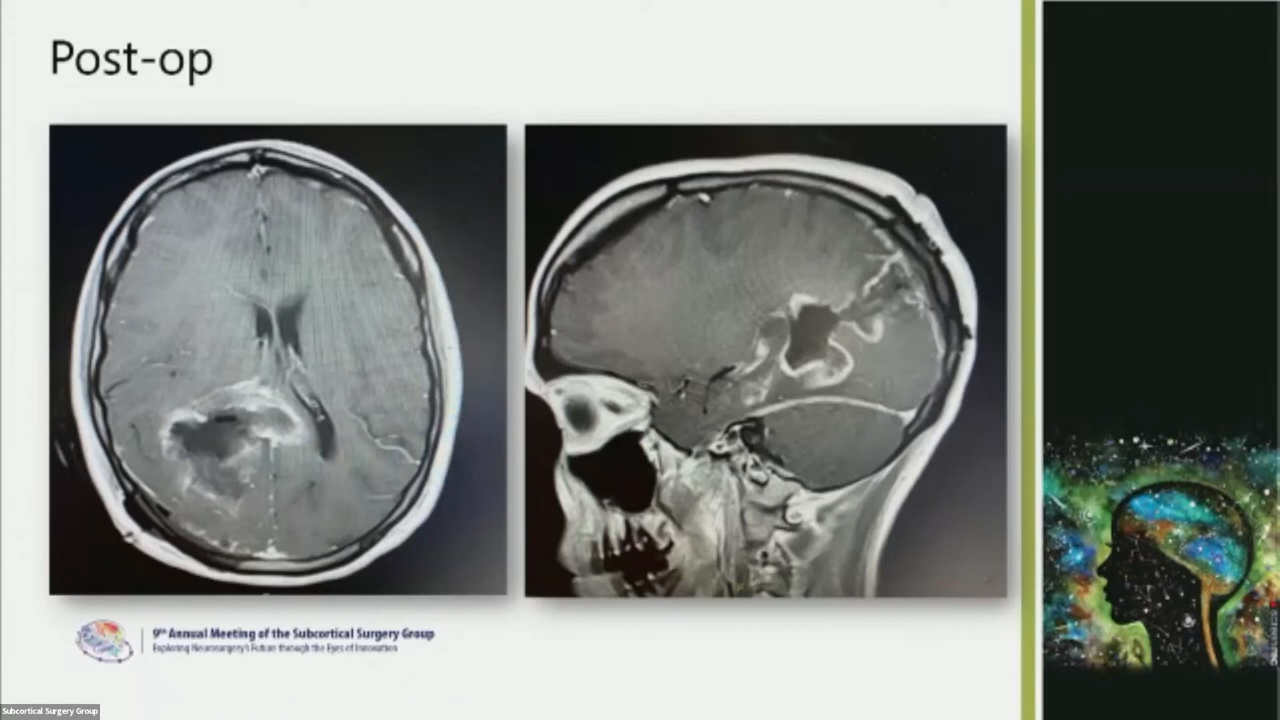 Post-op
9th Annual Meeting of the Subcortical Surgery Group
Exploring Neurosurgery's Future through the Eyes of Innovation
Subcortical Surgery Group